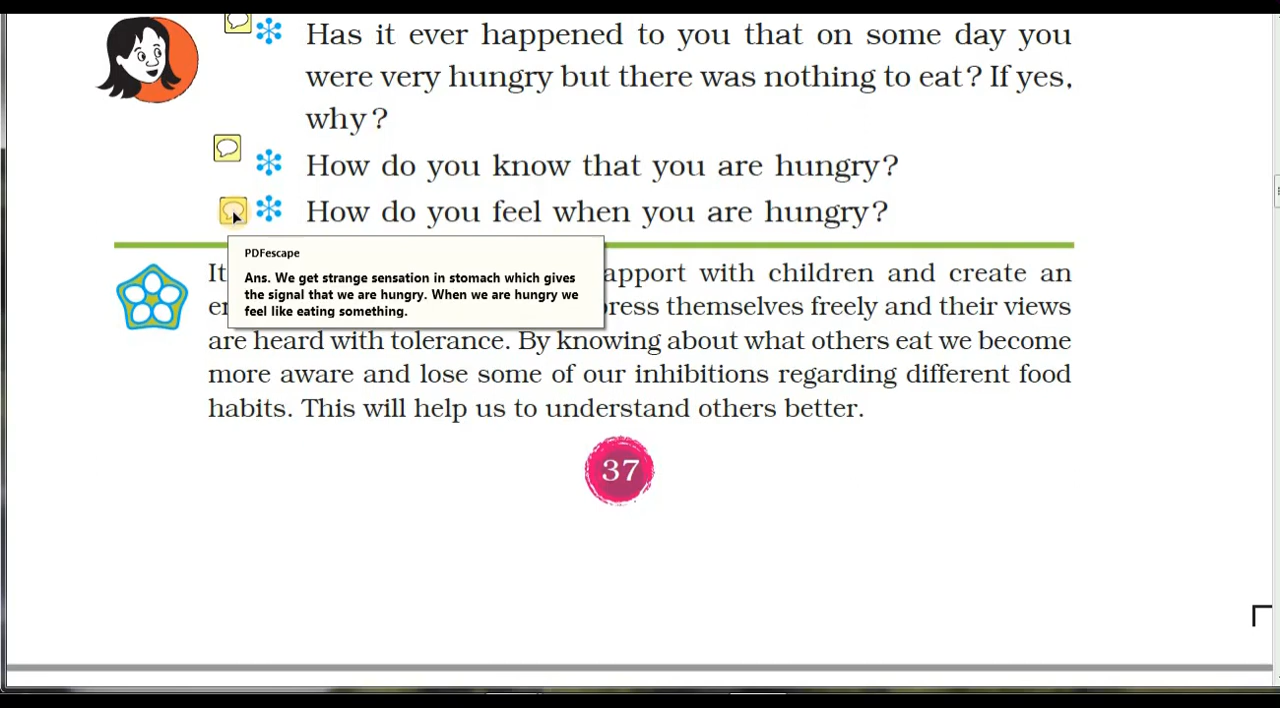 Has it ever happened to you that on some day you
were very hungry but there was nothing to eat? If yes,
why?
How do you know that you are hungry?
How do you feel when you are hungry?
PDFescape
Ans. We get strange sensation in stomach which gives
the signal that we are hungry. When we are hungry we
feel like eating something.
It apport with children and create an
press themselves freely and their views
are heard with tolerance. By knowing about what others eat we become
more aware and lose some of our inhibitions regarding different food
habits. This will help us to understand others better.
37